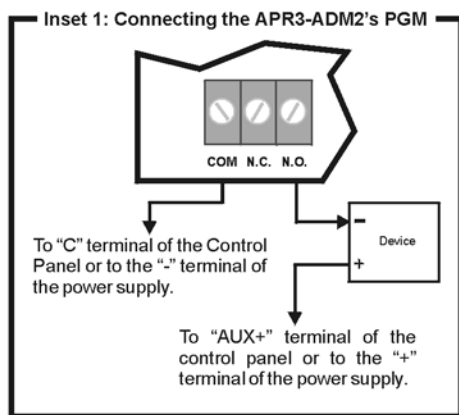 Inset 1: Connecting the APR3-ADM2's PGM
COM N.C. N.O.
-
Device
+
To “C” terminal of the Control
Panel or to the “-” terminal of
the power supply.
To “AUX+” terminal of the
control panel or to the “+”
terminal of the power supply.